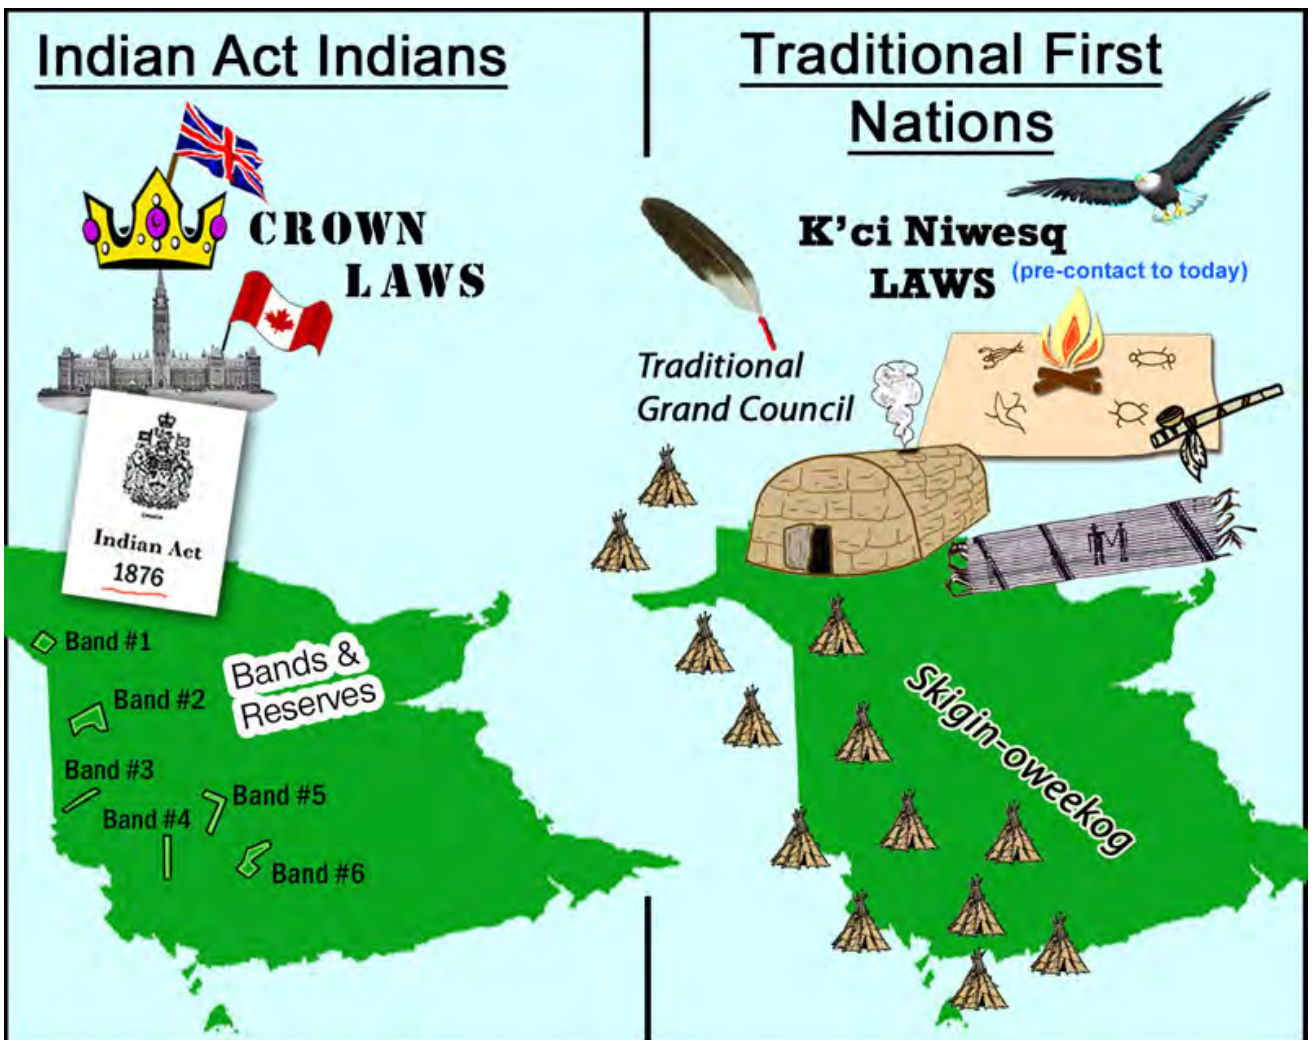 Indian Act Indians
CROWN
LAWS
Indian Act
1876
Band #1
Bands &
Reserves
Band #2
Band #3
Band #4
Band #5
Band #6
Traditional First
Nations
K'ci Niwesq
LAWS (pre-contact to today)
Traditional
Grand Council
Skigin-oweekog